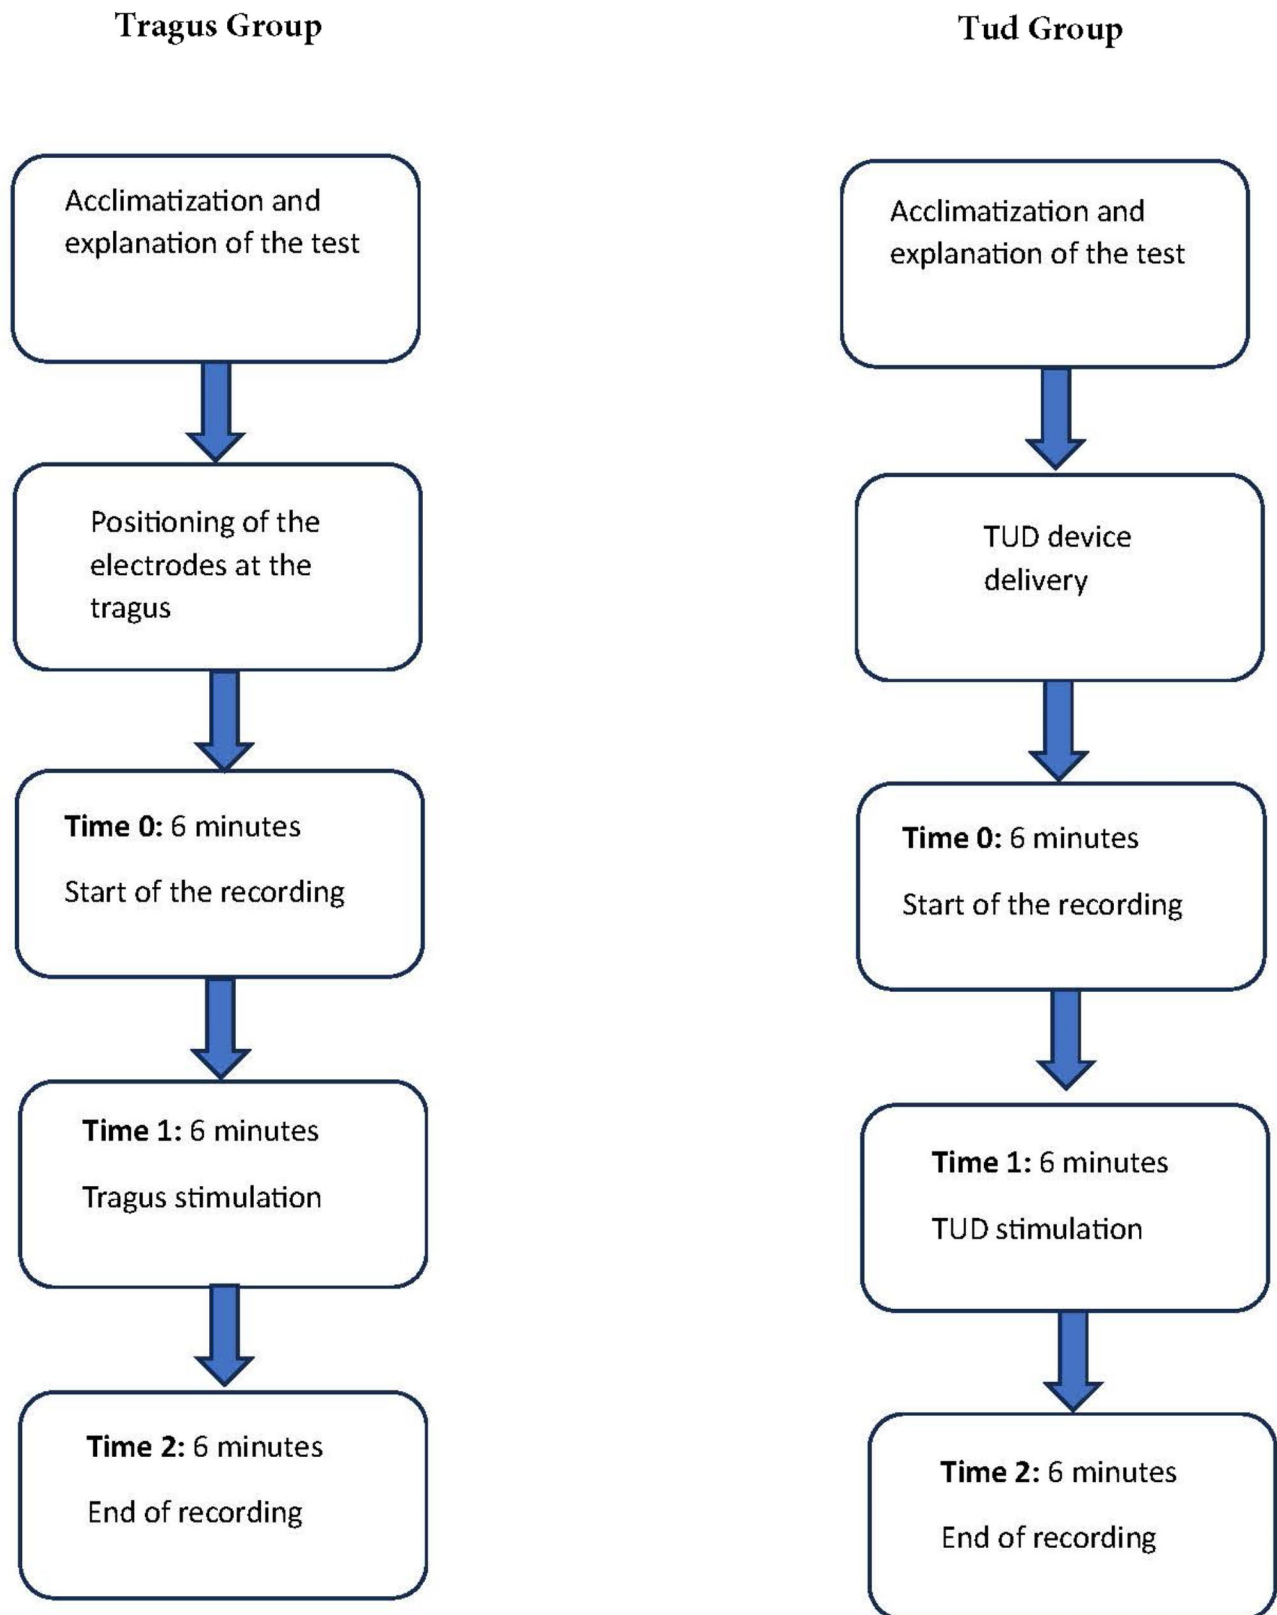 Tragus Group
Acclimatization and
explanation of the test
Positioning of the
electrodes at the
tragus
Time 0: 6 minutes
Start of the recording
Time 1: 6 minutes
Tragus stimulation
Time 2: 6 minutes
End of recording
Tud Group
Acclimatization and
explanation of the test
TUD device
delivery
Time 0: 6 minutes
Start of the recording
Time 1: 6 minutes
TUD stimulation
Time 2: 6 minutes
End of recording